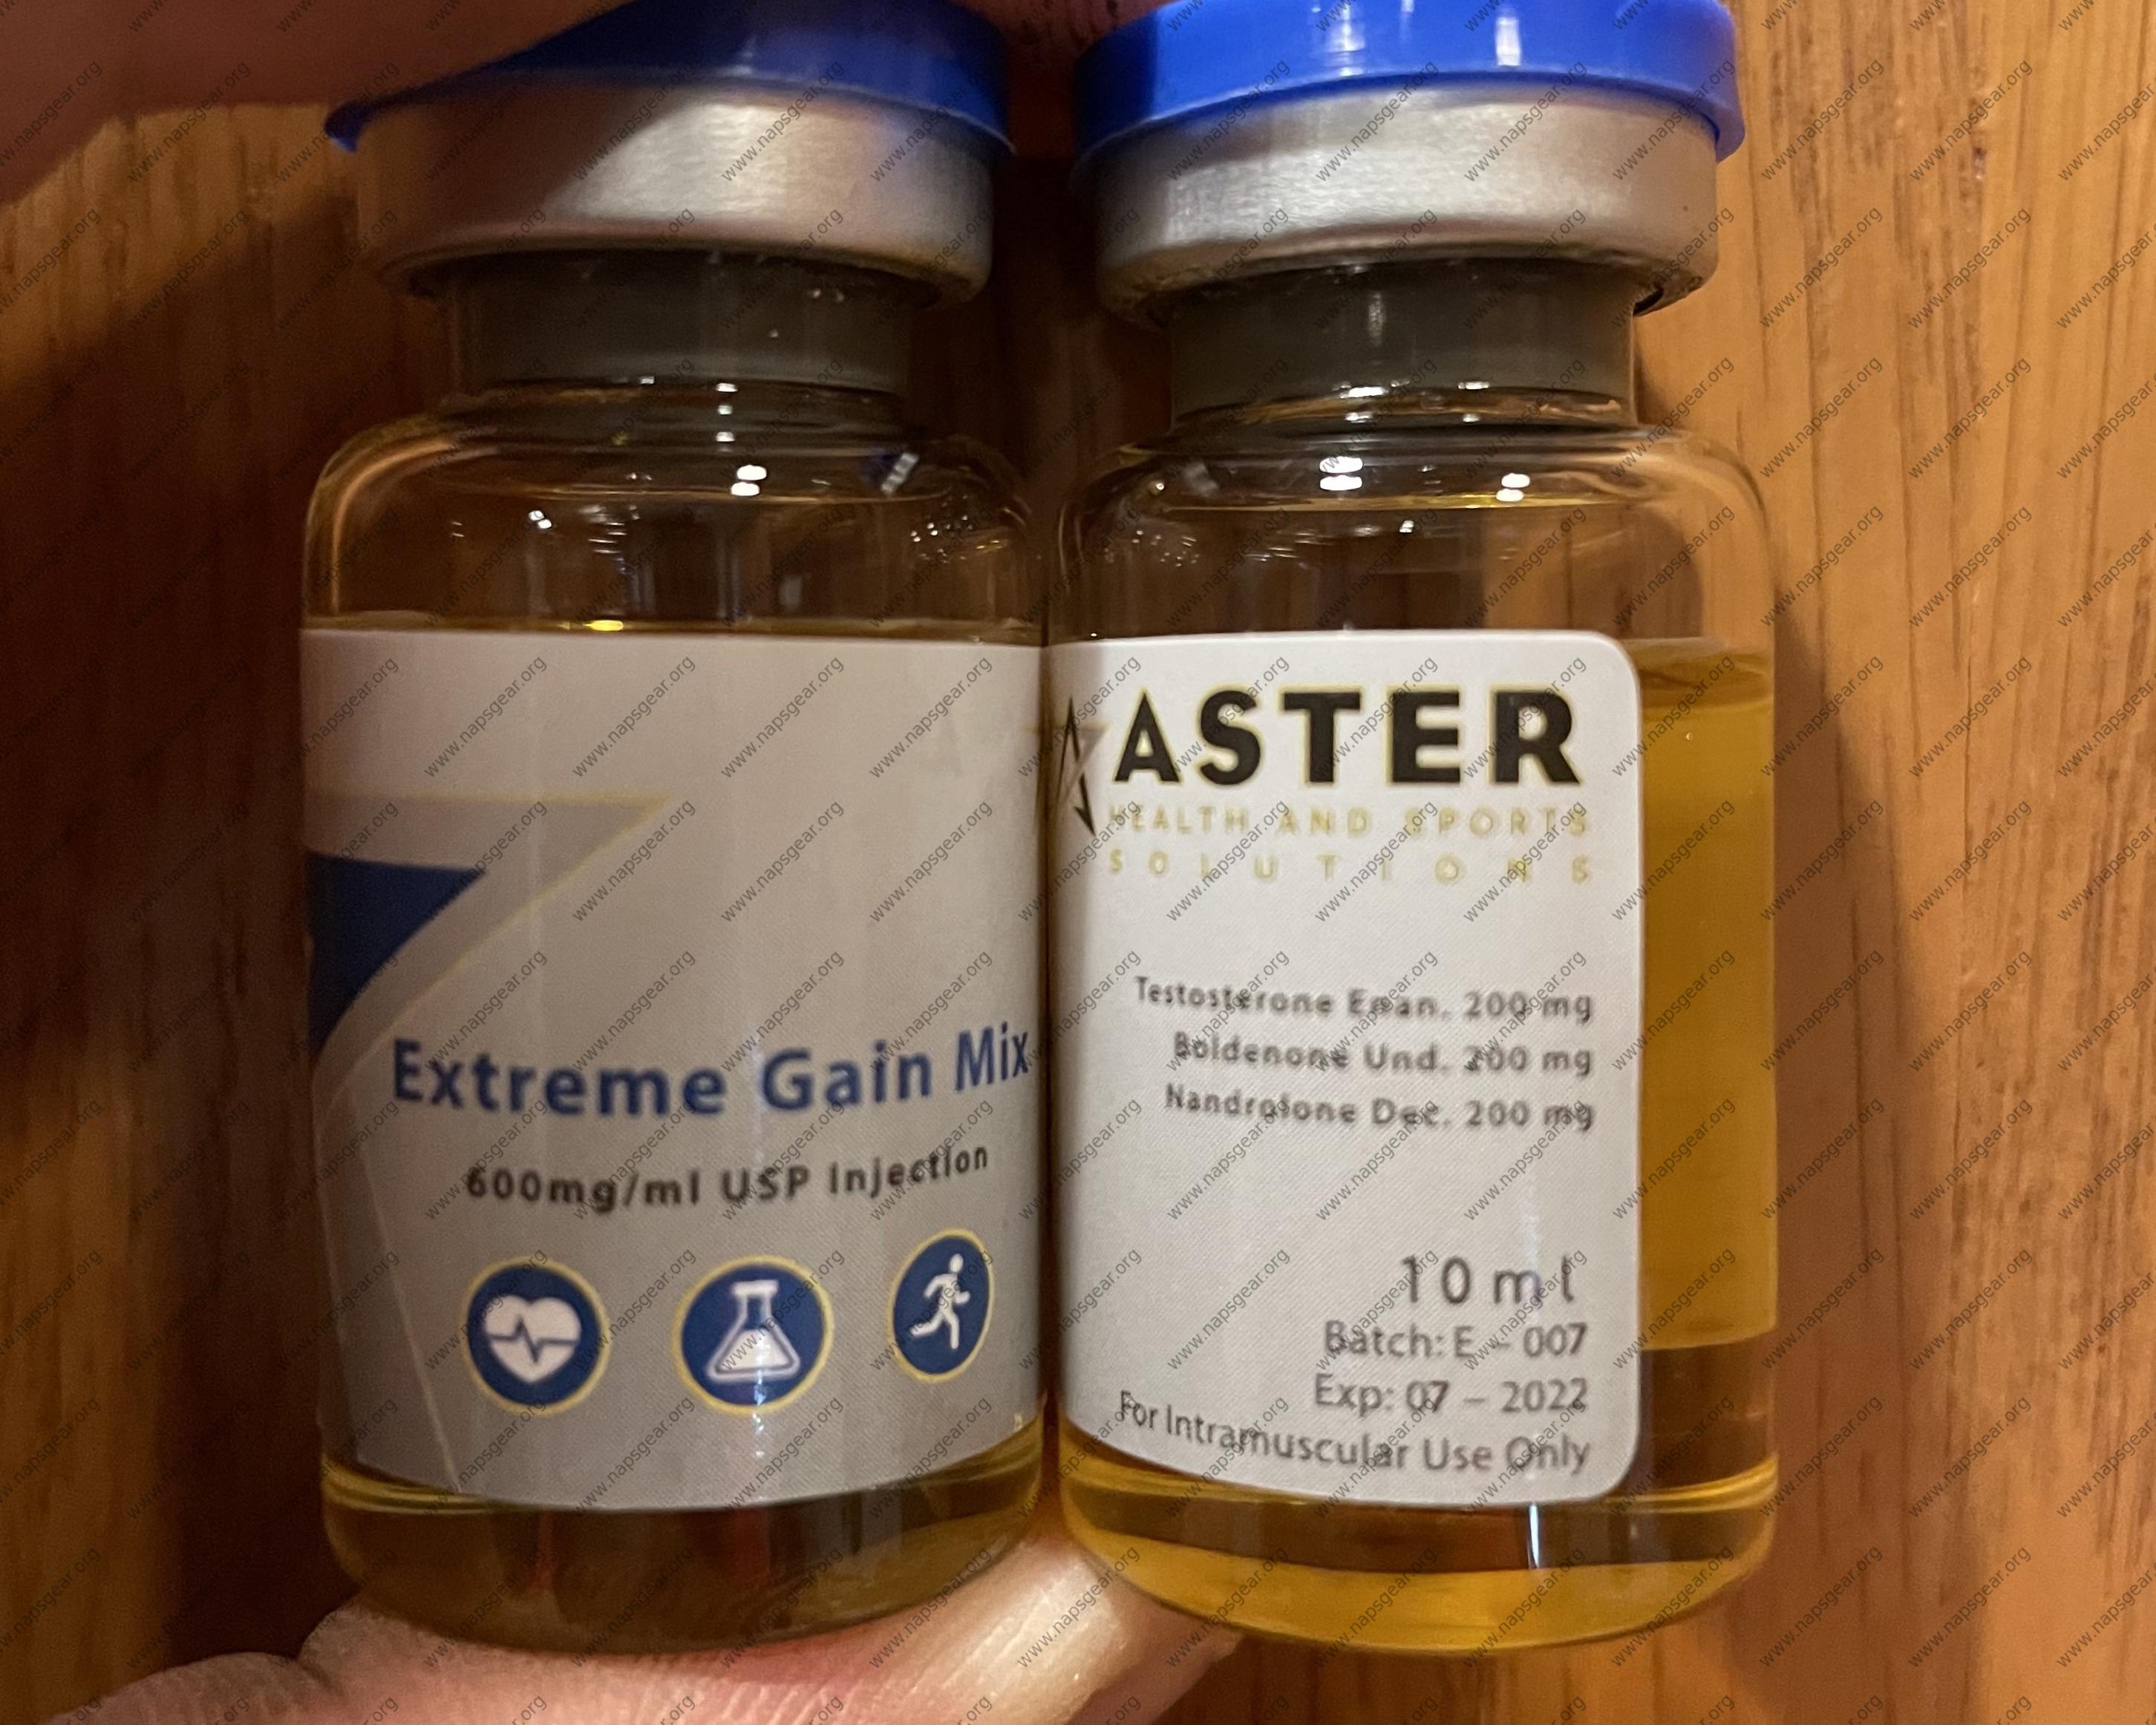 Extreme Gain Mix
600mg/ml USP Injection
ASTER
HEALTH AND SPORTS
SOLUTIONS
Testosterone Enan. 200 mg
Boldenone Und. 200 mg
Nandrolone Dec. 200 mg
10 ml
Batch: E - 007
Exp: 07 - 2022
For Intramuscular Use Only
www.napsgear.org